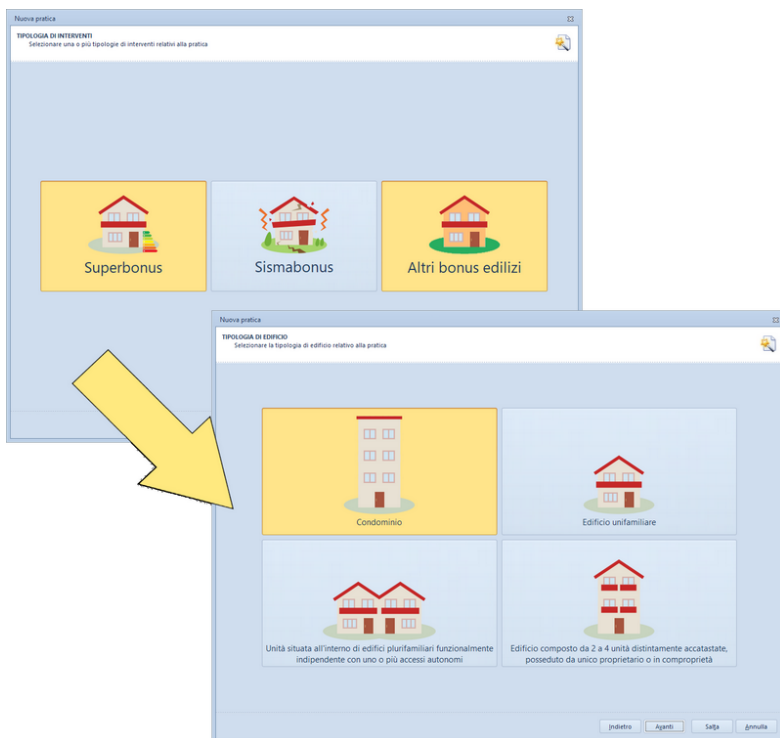 Nuova pratica
TIPOLOGIA DI INTERVENTI
Selezionare una o più tipologie di interventi relativi alla pratica
Superbonus
Sismabonus
Altri bonus edilizi
Nuova pratica
TIPOLOGIA DI EDIFICIO
Selezionare la tipologia di edificio relativo alla pratica
Condominio
Edificio unifamiliare
Unità situata all'interno di edifici plurifamiliari funzionalmente
indipendente con uno o più accessi autonomi
Edificio composto da 2 a 4 unità distintamente accatastate,
posseduto da unico proprietario o in comproprietà
Indietro
Avanti
Salta
Annulla